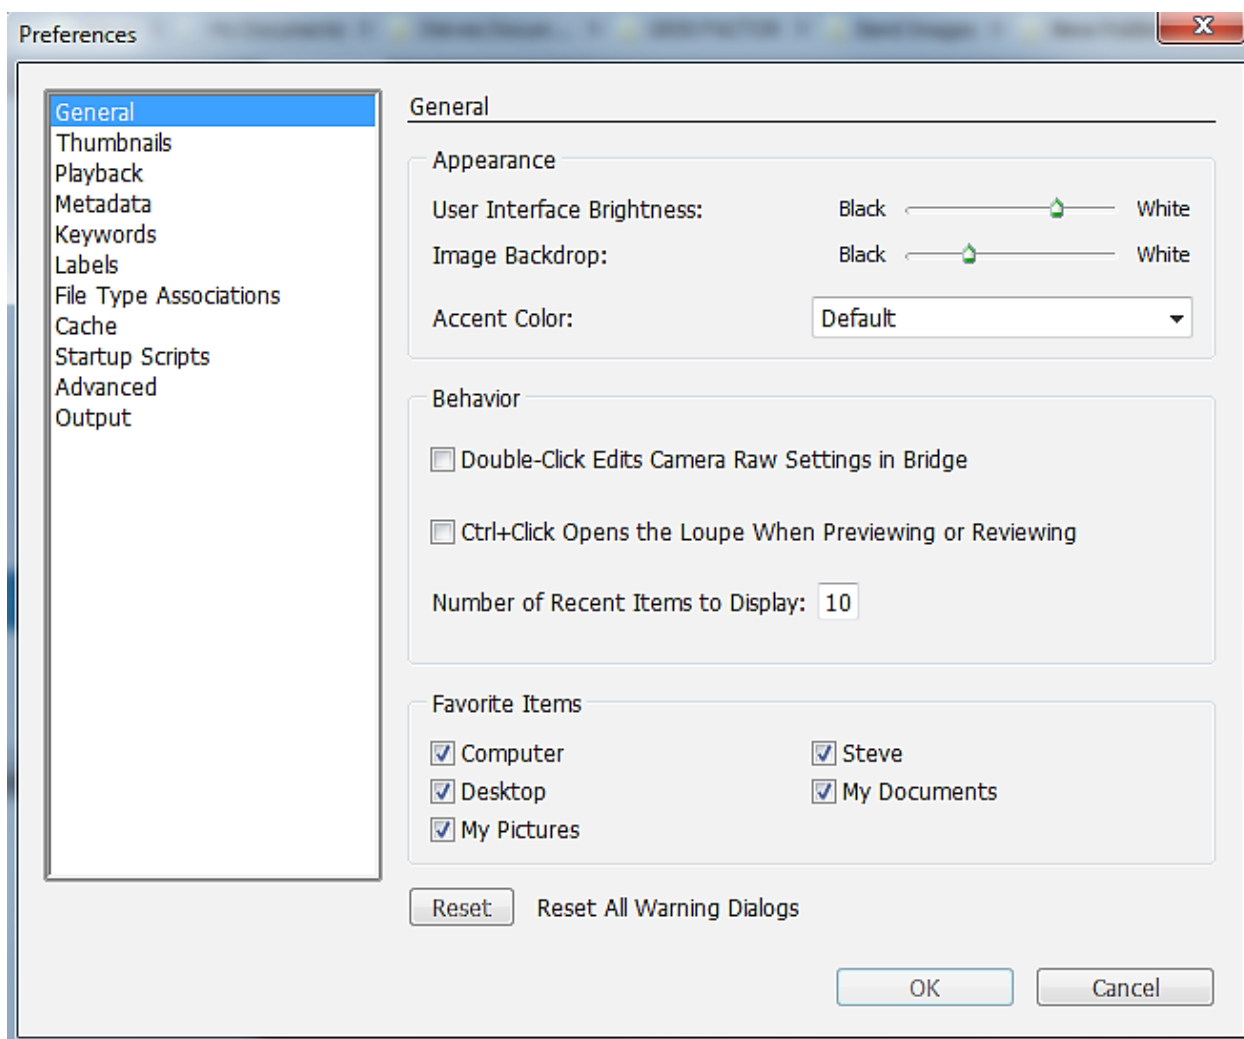 Preferences
General
Thumbnails
Playback
Metadata
Keywords
Labels
File Type Associations
Cache
Startup Scripts
Advanced
Output
General
Appearance
User Interface Brightness: Black White
Image Backdrop: Black White
Accent Color: Default
Behavior
Double-Click Edits Camera Raw Settings in Bridge
Ctrl+Click Opens the Loupe When Previewing or Reviewing
Number of Recent Items to Display: 10
Favorite Items
Computer Steve
Desktop My Documents
My Pictures
Reset Reset All Warning Dialogs
OK Cancel